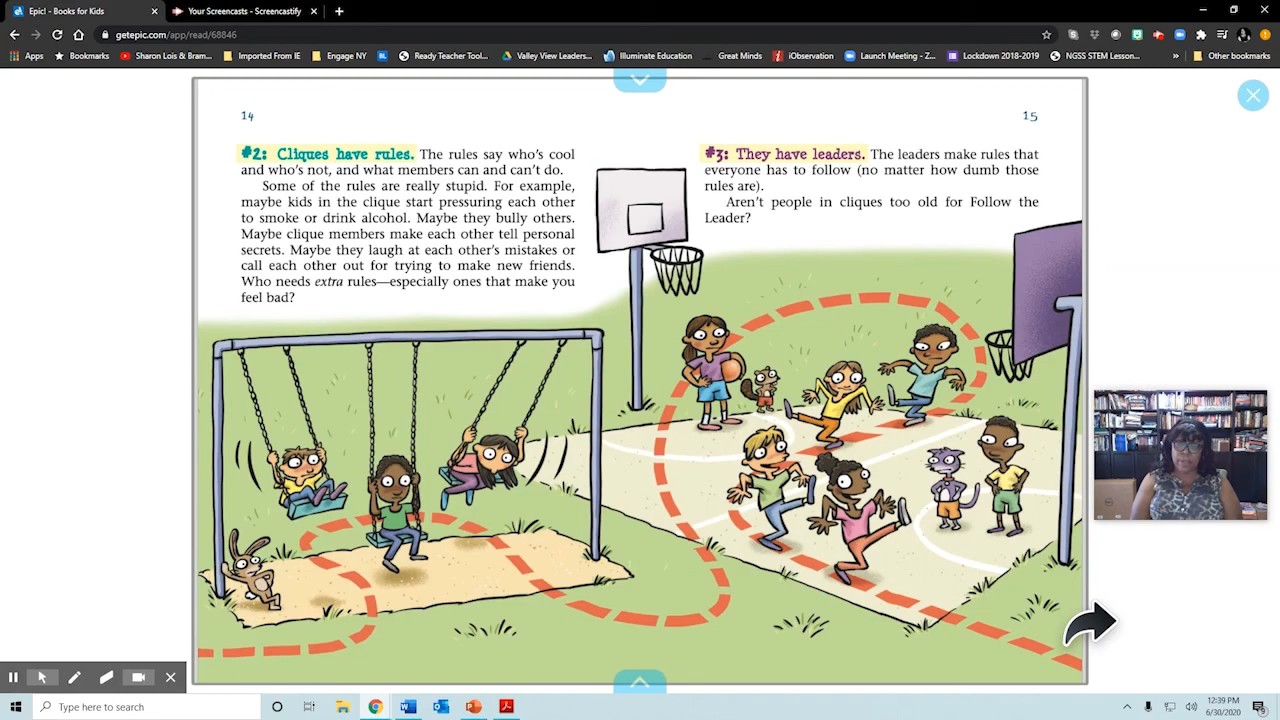 Epic! - Books for Kids
Your Screencasts - Screencastify
getepic.com/app/read/68846
Apps
Bookmarks
Sharon Lois & Bram...
Imported From IE
Engage NY
BL
Ready Teacher Tool...
Valley View Leaders...
Illuminate Education
Great Minds
iObservation
Launch Meeting - Z...
Lockdown 2018-2019
NGSS STEM Lesson...
»
Other bookmarks
14
#2: Cliques have rules. The rules say who's cool
and who's not, and what members can and can't do.
Some of the rules are really stupid. For example,
maybe kids in the clique start pressuring each other
to smoke or drink alcohol. Maybe they bully others.
Maybe clique members make each other tell personal
secrets. Maybe they laugh at each other's mistakes or
call each other out for trying to make new friends.
Who needs extra rules—especially ones that make you
feel bad?
15
#3: They have leaders. The leaders make rules that
everyone has to follow (no matter how dumb those
rules are).
Aren't people in cliques too old for Follow the
Leader?
Type here to search
12:39 PM
6/30/2020